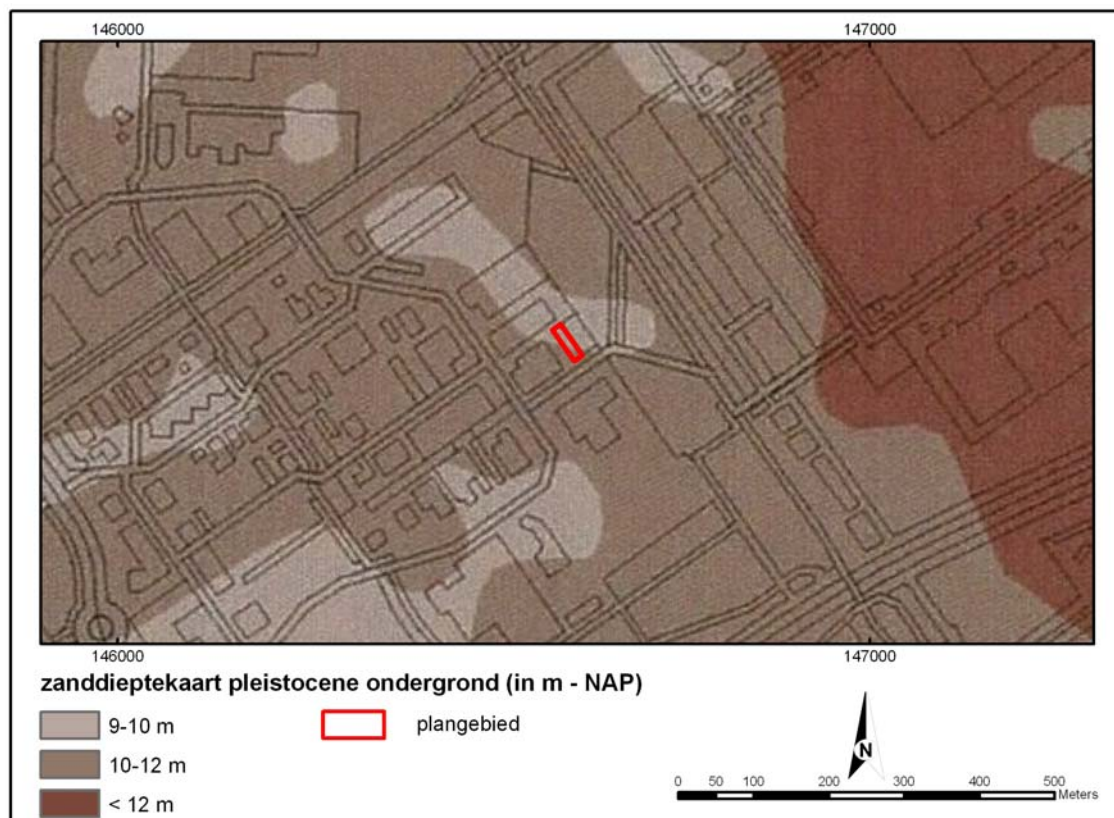 146000 147000
146000 147000
zanddieptekaart pleistocene ondergrond (in m - NAP)
9-10 m
plangebied
10-12 m
< 12 m
N
0 50 100 200 300 400 500
Meters